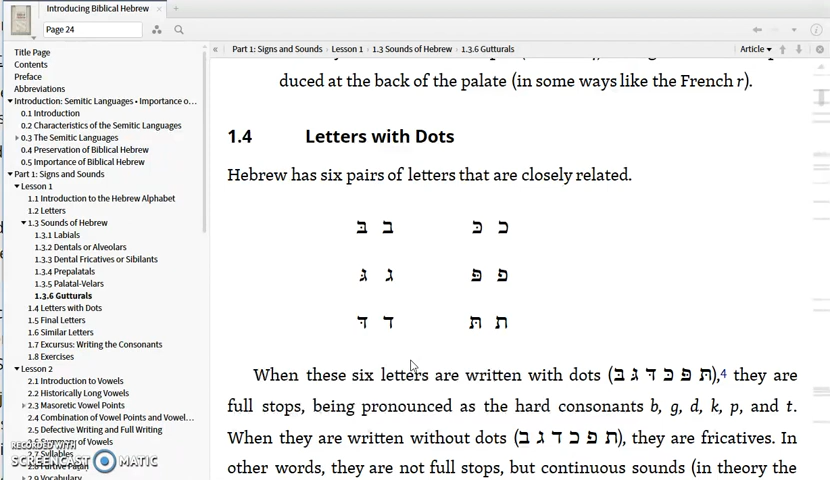 Introducing Biblical Hebrew
Page 24
Part 1: Signs and Sounds › Lesson 1 › 1.3 Sounds of Hebrew › 1.3.6 Gutturals
Article
Title Page
Contents
Preface
Abbreviations
Introduction: Semitic Languages • Importance o...
0.1 Introduction
0.2 Characteristics of the Semitic Languages
0.3 The Semitic Languages
0.4 Preservation of Biblical Hebrew
0.5 Importance of Biblical Hebrew
Part 1: Signs and Sounds
Lesson 1
1.1 Introduction to the Hebrew Alphabet
1.2 Letters
1.3 Sounds of Hebrew
1.3.1 Labials
1.3.2 Dentals or Alveolars
1.3.3 Dental Fricatives or Sibilants
1.3.4 Prepalatals
1.3.5 Palatal-Velars
1.3.6 Gutturals
1.4 Letters with Dots
1.5 Final Letters
1.6 Similar Letters
1.7 Excursus: Writing the Consonants
1.8 Exercises
Lesson 2
2.1 Introduction to Vowels
2.2 Historically Long Vowels
2.3 Masoretic Vowel Points
2.4 Combination of Vowel Points and Vowel...
2.5 Defective Writing and Full Writing
2.6 Summary of Vowels
2.7 Syllables
2.8 Furtive Pataḥ
2.9 Vocabulary
RECORDED WITH
SCREENCAST MATIC
duced at the back of the palate (in some ways like the French r).
1.4 Letters with Dots
Hebrew has six pairs of letters that are closely related.
בּ ב כּ כ
גּ ג פּ פ
דּ ד תּ ת
When these six letters are written with dots (בּ גּ דּ כּ פּ תּ),4 they are
full stops, being pronounced as the hard consonants b, g, d, k, p, and t.
When they are written without dots (ב ג ד כ פ ת), they are fricatives. In
other words, they are not full stops, but continuous sounds (in theory the